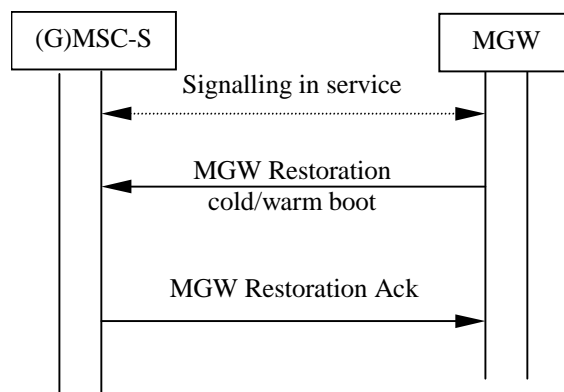 (G)MSC-S
MGW
Signalling in service
MGW Restoration
cold/warm boot
MGW Restoration Ack